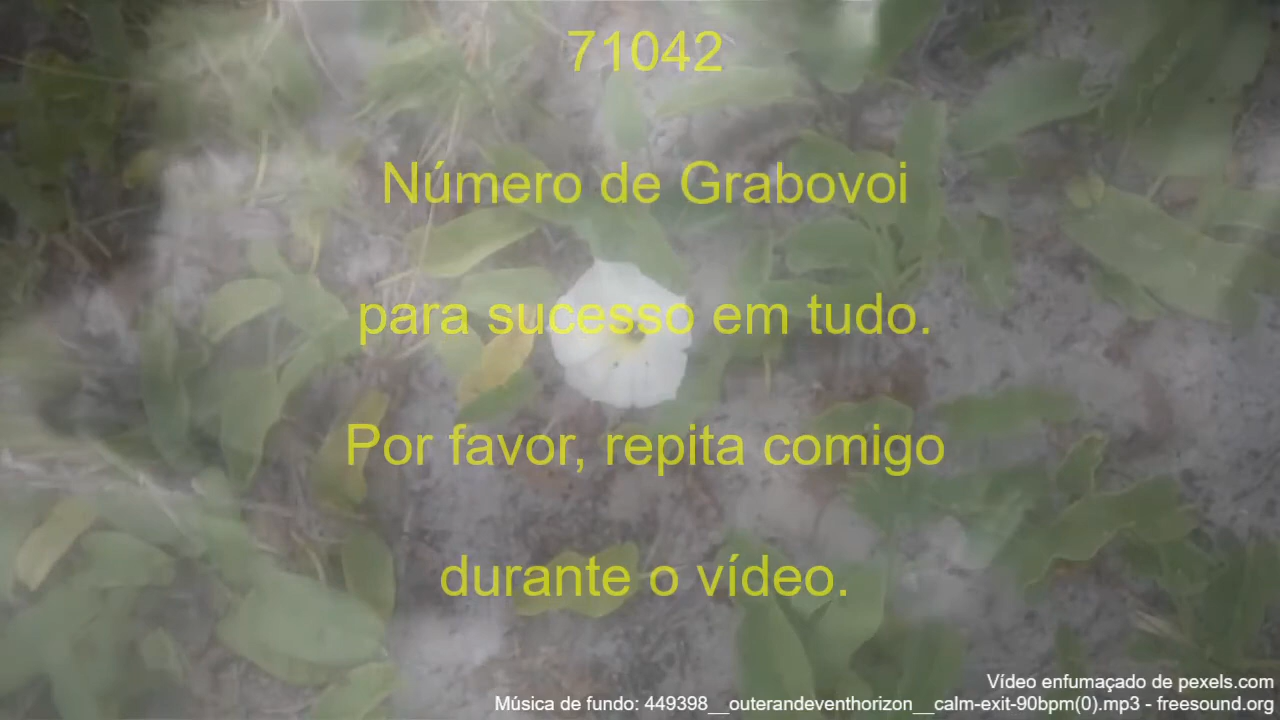 71042
Número de Grabovoi
para sucesso em tudo.
Por favor, repita comigo
durante o vídeo.
Vídeo enfumaçado de pexels.com
Música de fundo: 449398__outerandeventhorizon__calm-exit-90bpm(0).mp3 - freesound.org